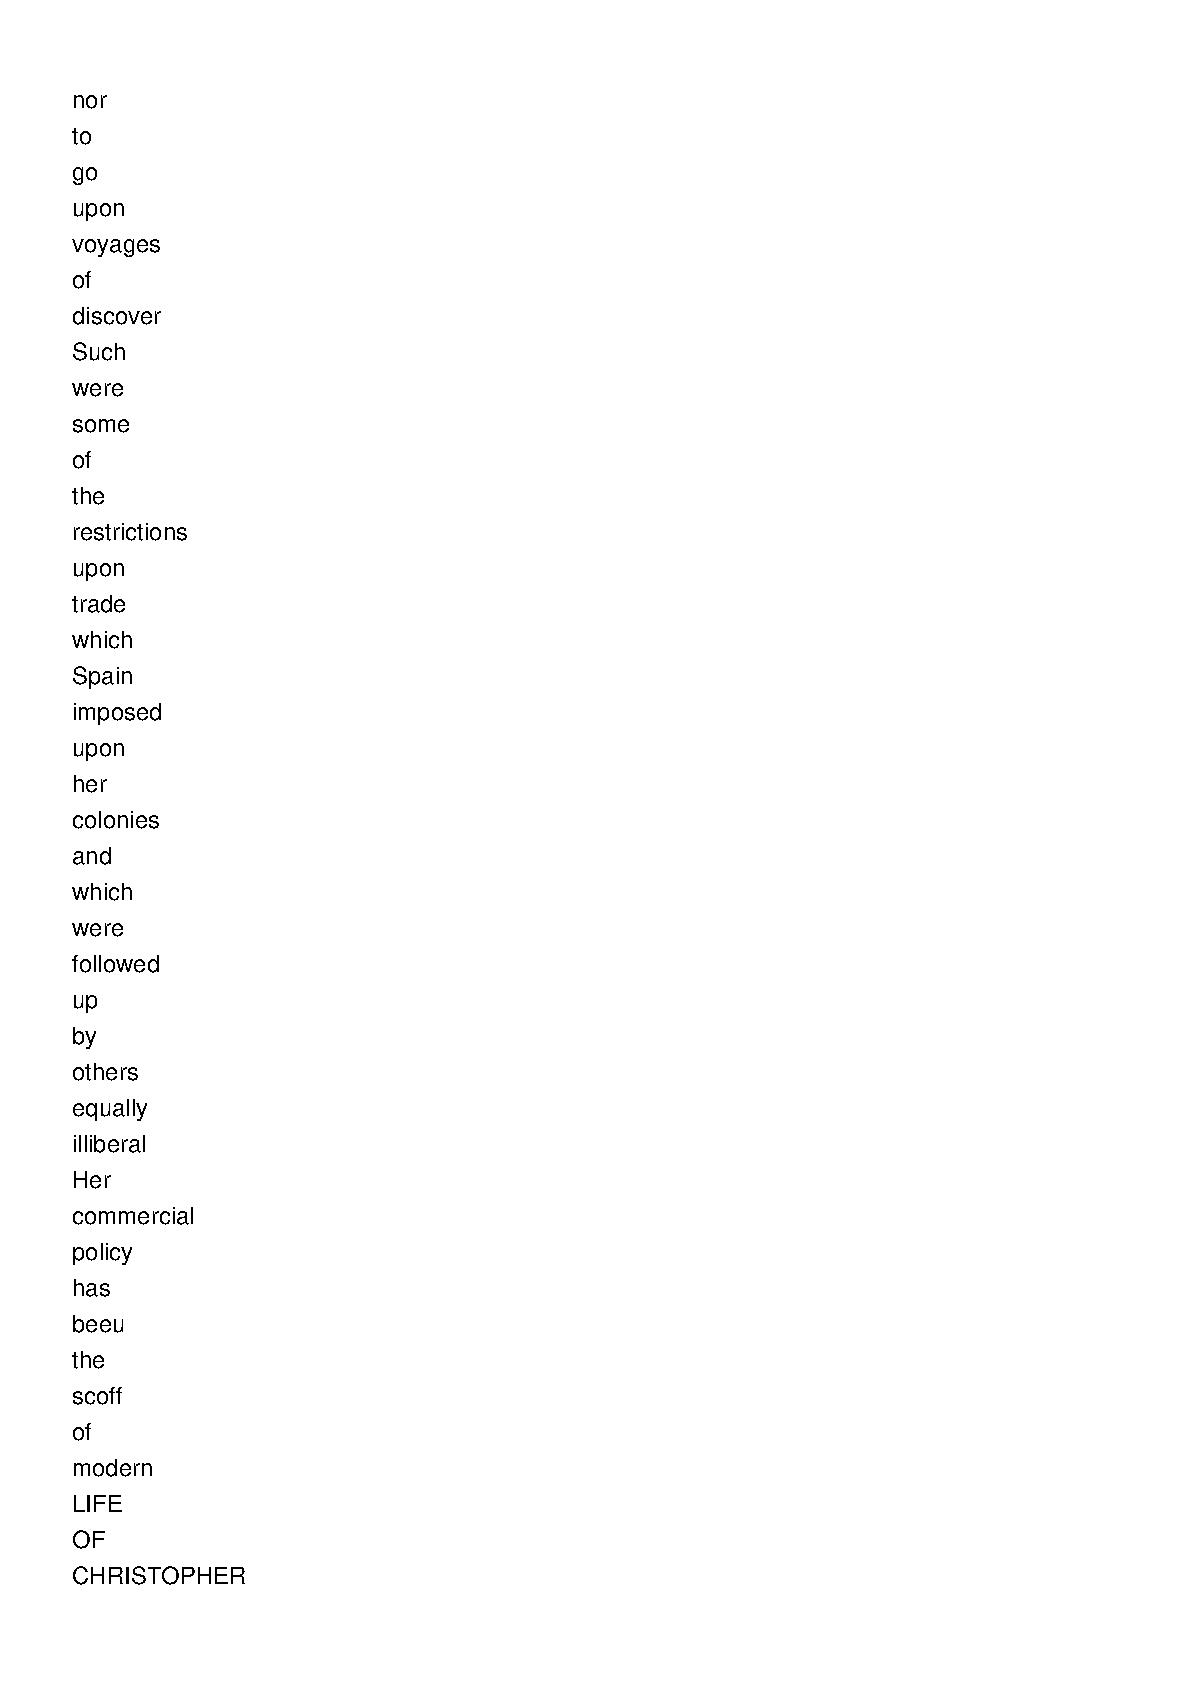 nor
to
go
upon
voyages
of
discover
Such
were
some
of
the
restrictions
upon
trade
which
Spain
imposed
upon
her
colonies
and
which
were
followed
up
by
others
equally
illiberal
Her
commercial
policy
has
beeu
the
scoff
of
modern
LIFE
OF
CHRISTOPHER